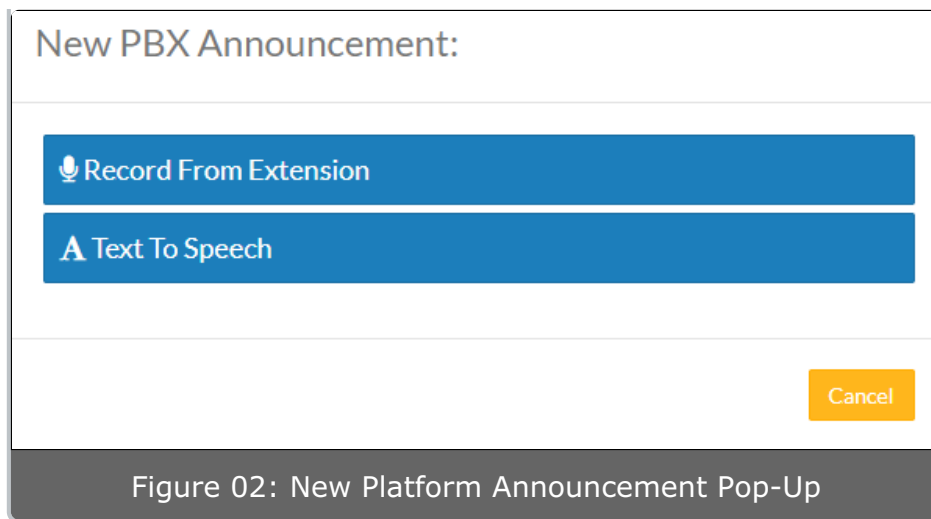 New PBX Announcement:
Record From Extension
Text To Speech
Cancel
Figure 02: New Platform Announcement Pop-Up